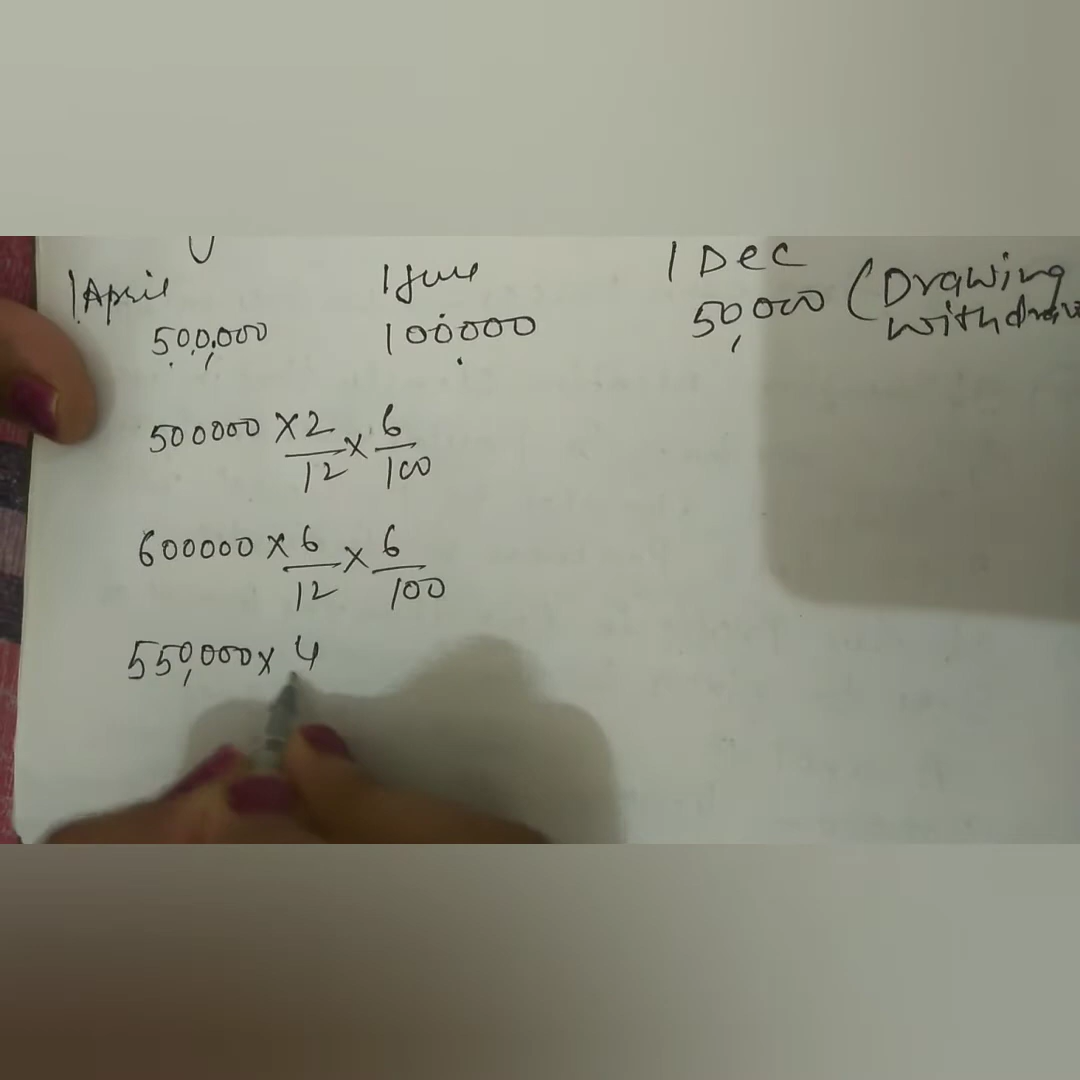 1 April 1 June 1 Dec
500,000 100000 50,000 (Drawing
500000 × 2/12 × 6/100
600000 × 6/12 × 6/100
550,000 × 4